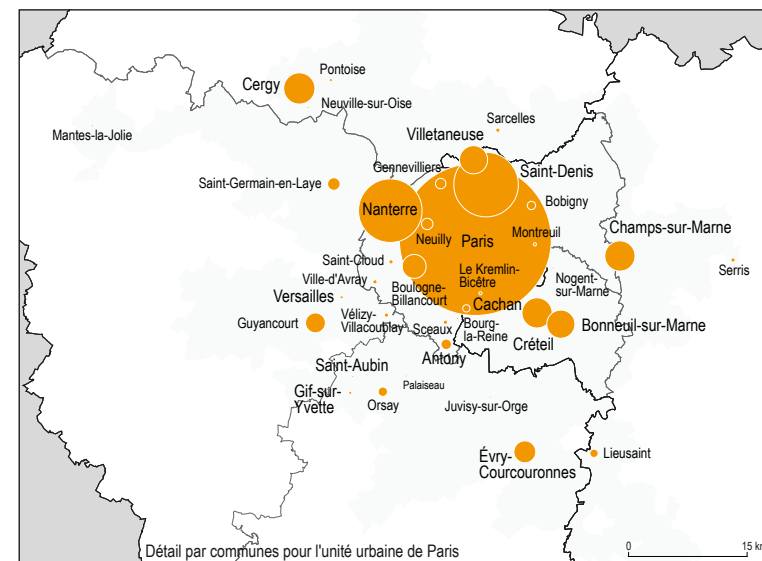 Pontoise
Cergy
Neuville-sur-Oise
Sarcelles
Mantes-la-Jolie
Villetaneuse
Gennevilliers
Saint-Denis
Saint-Germain-en-Laye
Bobigny
Nanterre
Champs-sur-Marne
Neuilly
Paris
Montreuil
Saint-Cloud
Serris
Le Kremlin-
Bicêtre
Ville-d'Avray
Nogent-
sur-Marne
Boulogne-
Billancourt
Versailles
Cachan
Vélizy-
Villacoublay
Guyancourt
Sceaux
Bourg-
la-Reine
Bonneuil-sur-Marne
Créteil
Antony
Saint-Aubin
Palaiseau
Gif-sur-
Yvette
Orsay
Juvisy-sur-Orge
Évry-
Courcouronnes
Lieusaint
0 15 km
Détail par communes pour l'unité urbaine de Paris